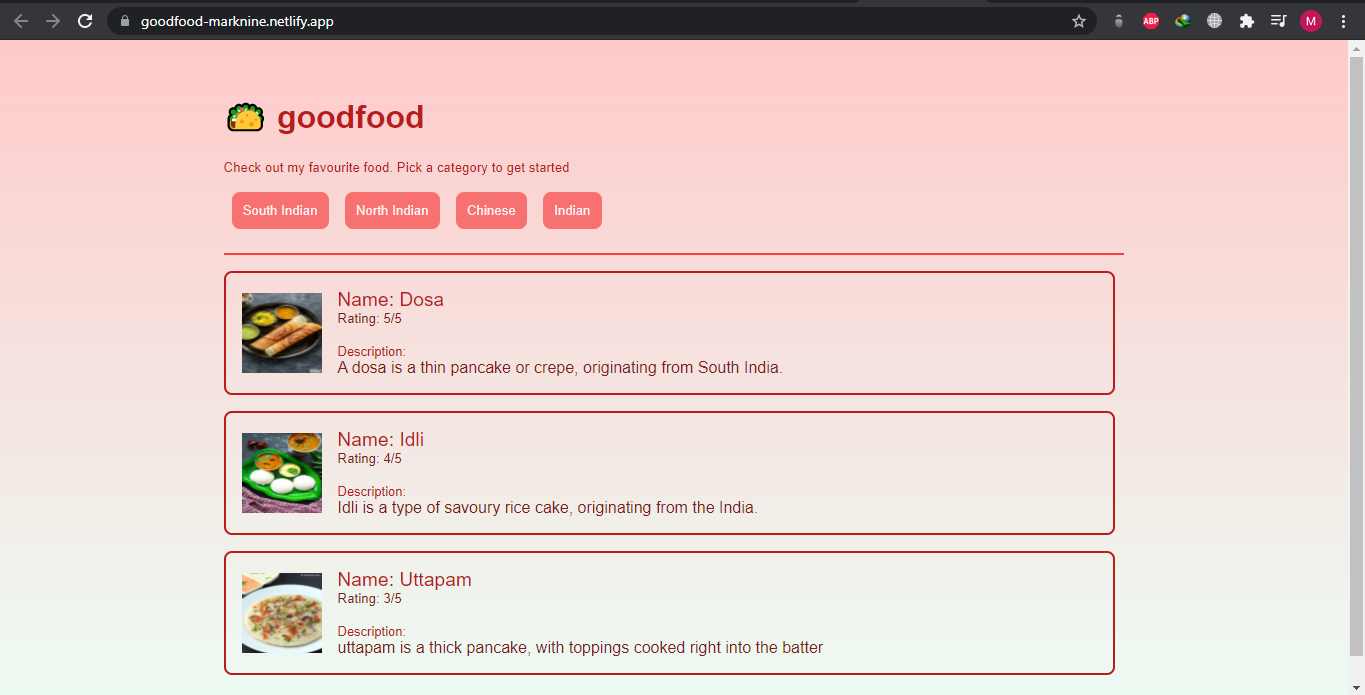 goodfood-marknine.netlify.app
ABP
M
goodfood
Check out my favourite food. Pick a category to get started
South Indian North Indian Chinese Indian
Name: Dosa
Rating: 5/5
Description:
A dosa is a thin pancake or crepe, originating from South India.
Name: Idli
Rating: 4/5
Description:
Idli is a type of savoury rice cake, originating from the India.
Name: Uttapam
Rating: 3/5
Description:
uttapam is a thick pancake, with toppings cooked right into the batter